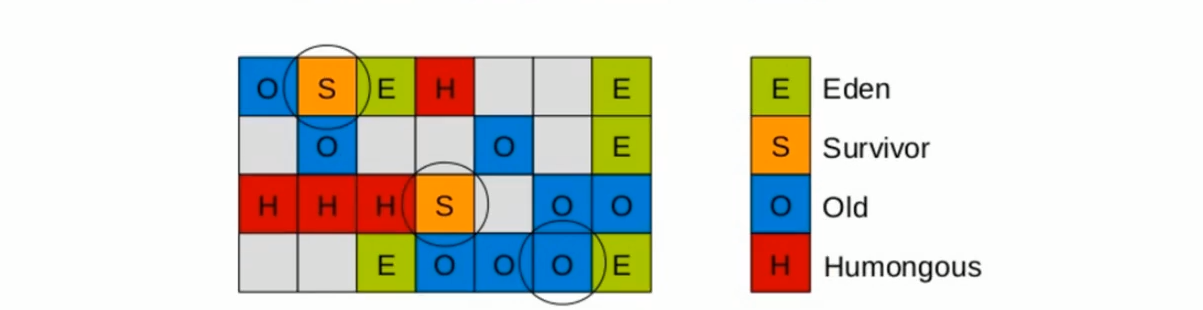 O S E H E E Eden
O O E S Survivor
H H H S O O O Old
E O O O E H Humongous